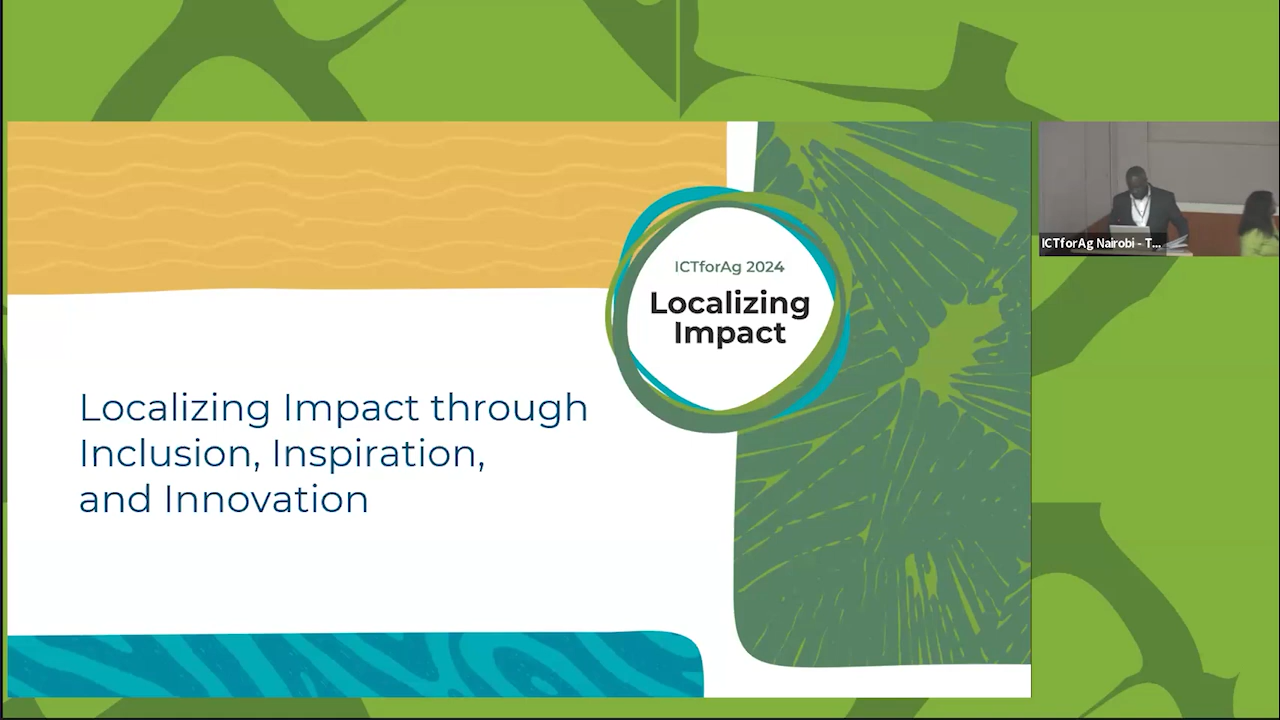 ICTforAg 2024
Localizing
Impact
Localizing Impact through
Inclusion, Inspiration,
and Innovation
ICTforAg Nairobi - T...